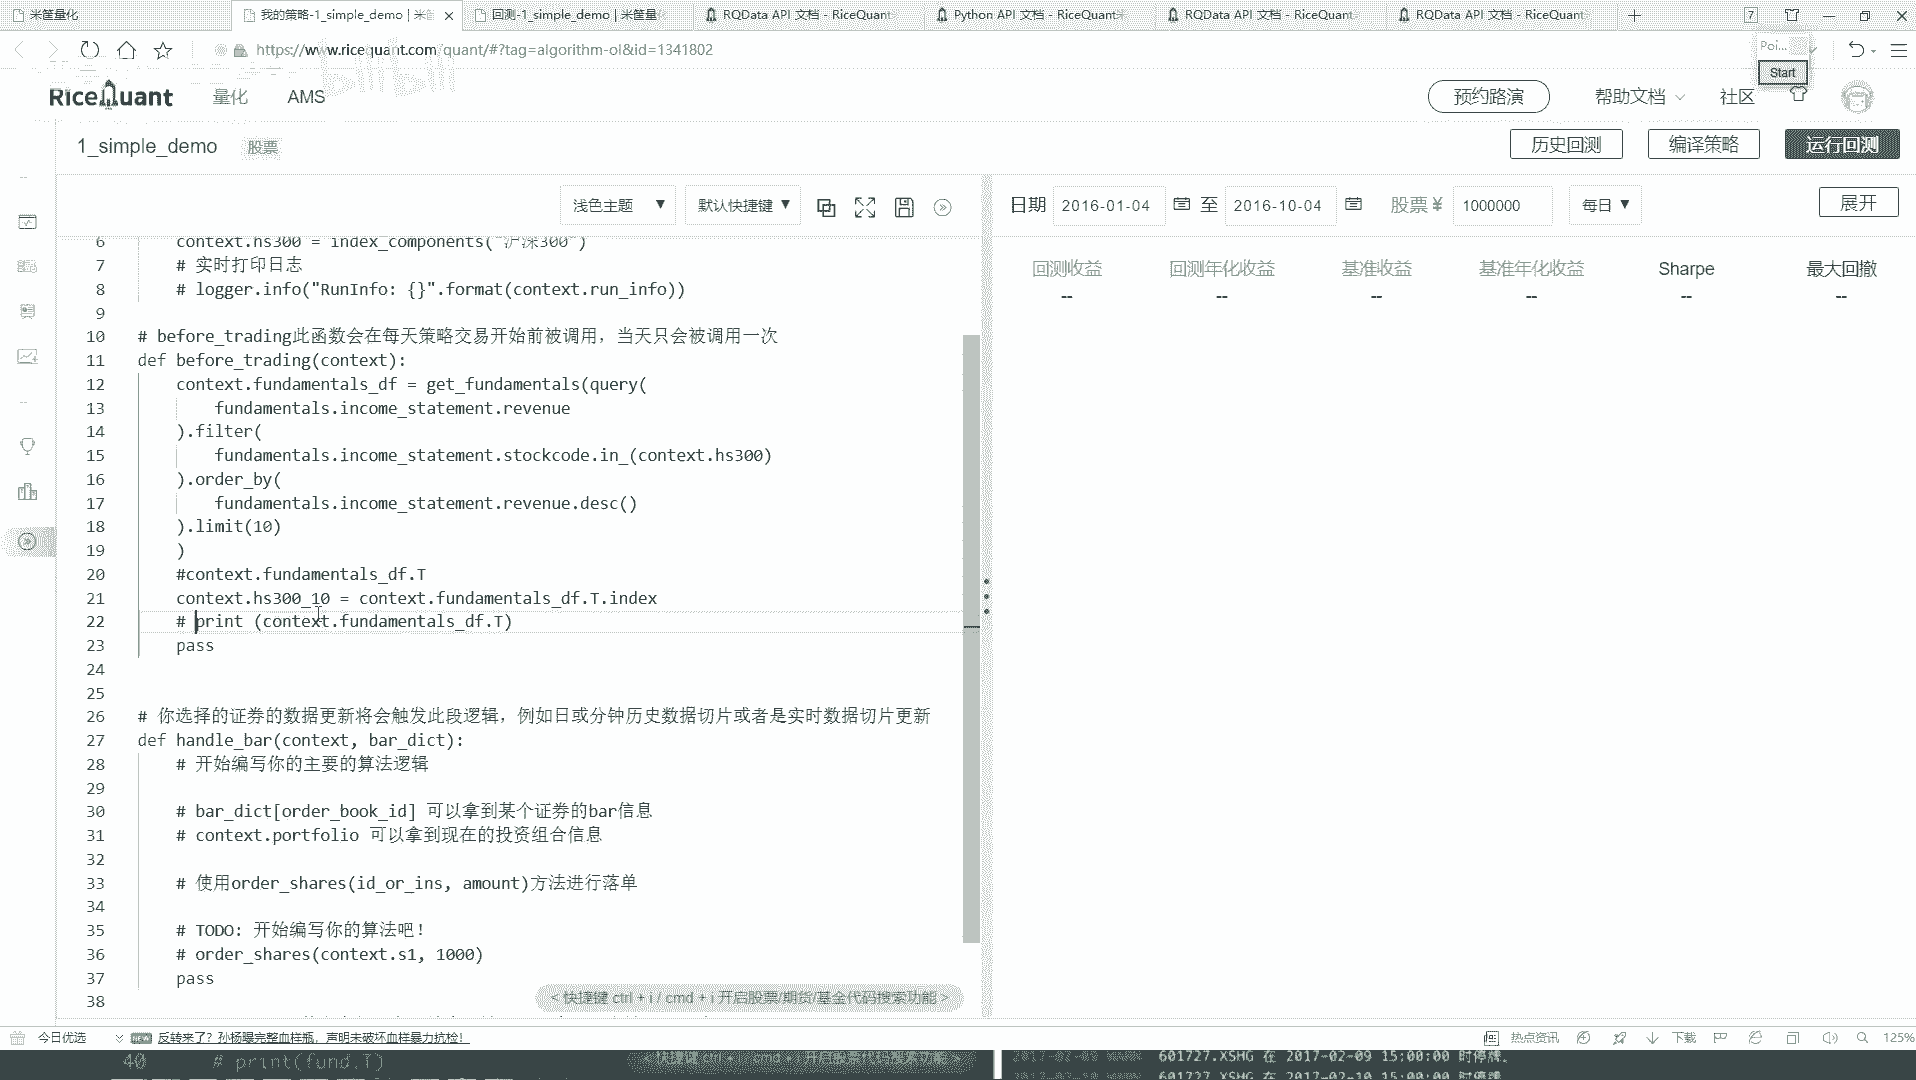 米筐量化
我的策略-1_simple_demo | 米筐
回测-1_simple_demo | 米筐量化
RQData API 文档 - RiceQuant
Python API 文档 - RiceQuant
RQData API 文档 - RiceQuant
RQData API 文档 - RiceQuant
7
https://www.ricequant.com/quant/#?tag=algorithm-ol&id=1341802
Poi...
Start
bilibili
RiceQuant
量化
AMS
预约路演
帮助文档
社区
1_simple_demo
股票
历史回测
编译策略
运行回测
浅色主题
默认快捷键
日期
2016-01-04
至
2016-10-04
股票¥
1000000
每日
展开
回测收益
回测年化收益
基准收益
基准年化收益
Sharpe
最大回撤
-- -- -- -- -- --
6 context.hs300 = index_components("沪深300")
7 # 实时打印日志
8 # logger.info("RunInfo: {}".format(context.run_info))
9
10 # before_trading此函数会在每天策略交易开始前被调用，当天只会被调用一次
11 def before_trading(context):
12 context.fundamentals_df = get_fundamentals(query(
13 fundamentals.income_statement.revenue
14 ).filter(
15 fundamentals.income_statement.stockcode.in_(context.hs300)
16 ).order_by(
17 fundamentals.income_statement.revenue.desc()
18 ).limit(10)
19 )
20 #context.fundamentals_df.T
21 context.hs300_10 = context.fundamentals_df.T.index
22 # print (context.fundamentals_df.T)
23 pass
24
25
26 # 你选择的证券的数据更新将会触发此段逻辑，例如日或分钟历史数据切片或者是实时数据切片更新
27 def handle_bar(context, bar_dict):
28 # 开始编写你的主要的算法逻辑
29
30 # bar_dict[order_book_id] 可以拿到某个证券的bar信息
31 # context.portfolio 可以拿到现在的投资组合信息
32
33 # 使用order_shares(id_or_ins, amount)方法进行落单
34
35 # TODO: 开始编写你的算法吧！
36 # order_shares(context.s1, 1000)
37 pass
38
< 快捷键 ctrl + i / cmd + i 开启股票/期货/基金代码搜索功能 >
今日优选
反转来了？孙杨曝完整血样瓶，声明未破坏血样暴力抗检！
热点资讯
下载
125%
40 # print(fund.T)
601727.XSHG 在 2017-02-09 15:00:00 时停牌。
601727.XSHG 在 2017-02-10 15:00:00 时停牌。